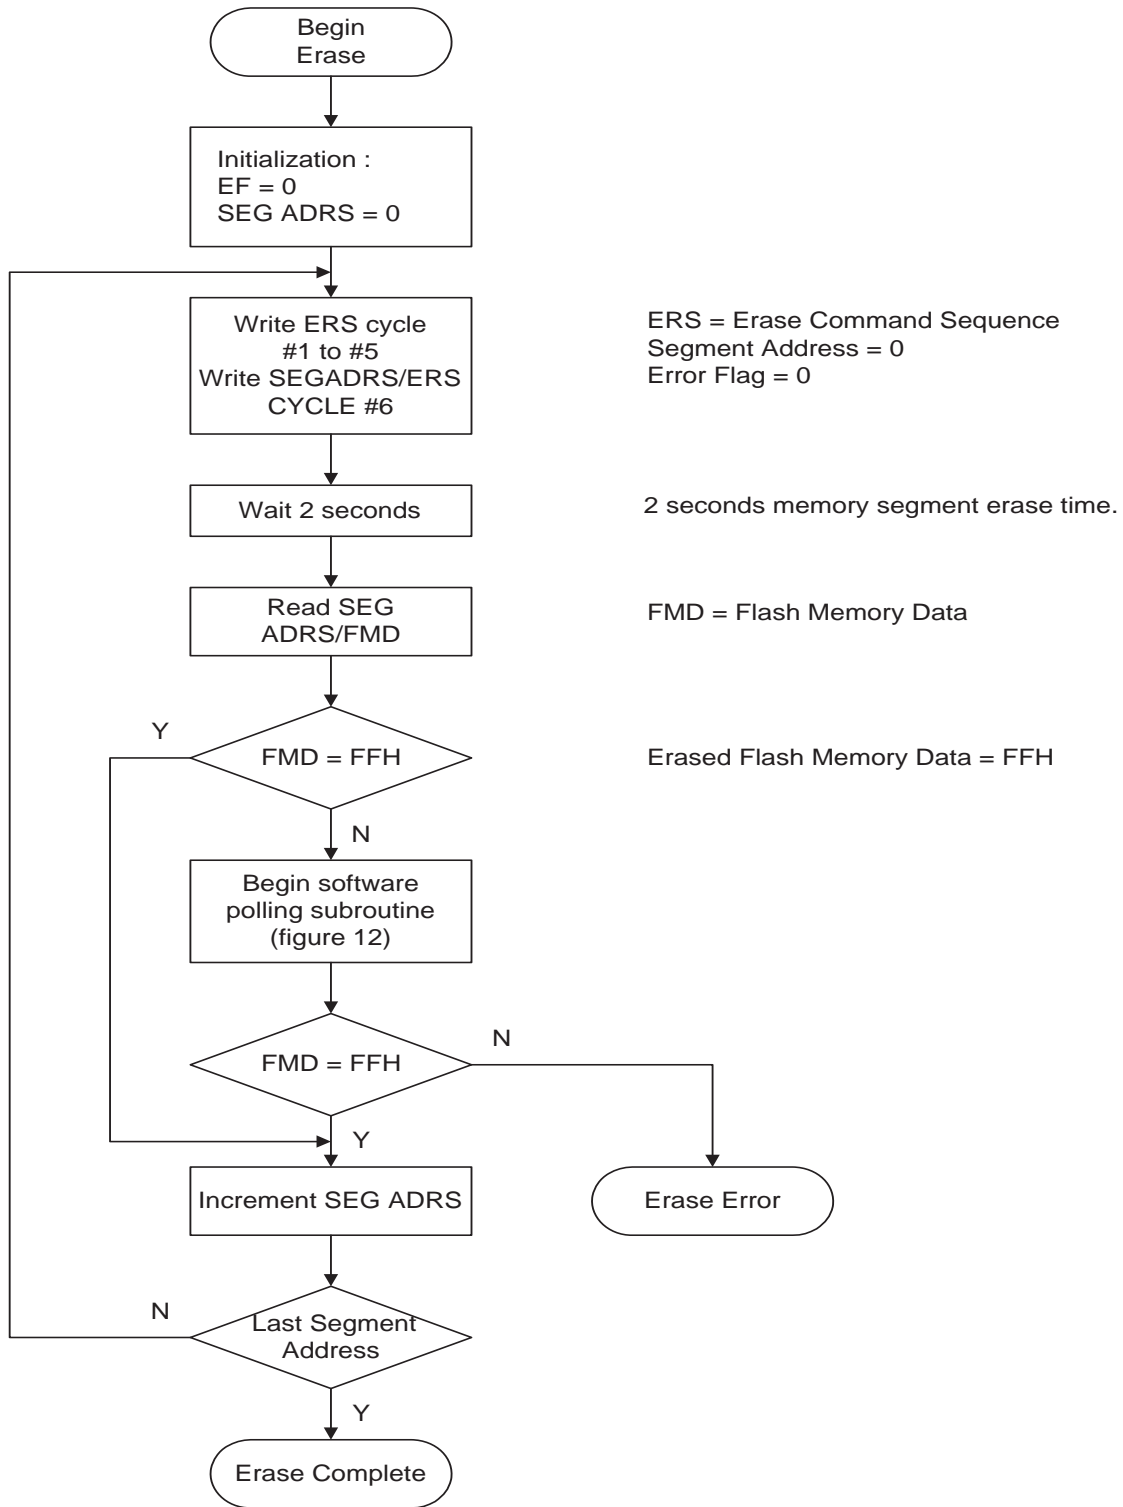 Begin
Erase
Initialization :
EF = 0
SEG ADRS = 0
Write ERS cycle
#1 to #5
Write SEGADRS/ERS
CYCLE #6
ERS = Erase Command Sequence
Segment Address = 0
Error Flag = 0
Wait 2 seconds
2 seconds memory segment erase time.
Read SEG
ADRS/FMD
FMD = Flash Memory Data
Y
FMD = FFH
Erased Flash Memory Data = FFH
N
Begin software
polling subroutine
(figure 12)
FMD = FFH
N
Y
Increment SEG ADRS
Erase Error
N
Last Segment
Address
Y
Erase Complete